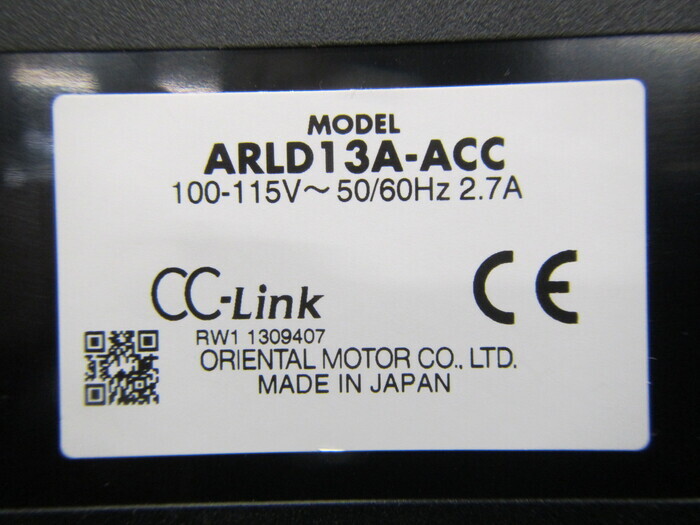 MODEL
ARLD13A-ACC
100-115V～50/60Hz 2.7A
CC-Link
CE
RW1 1309407
ORIENTAL MOTOR CO., LTD.
MADE IN JAPAN